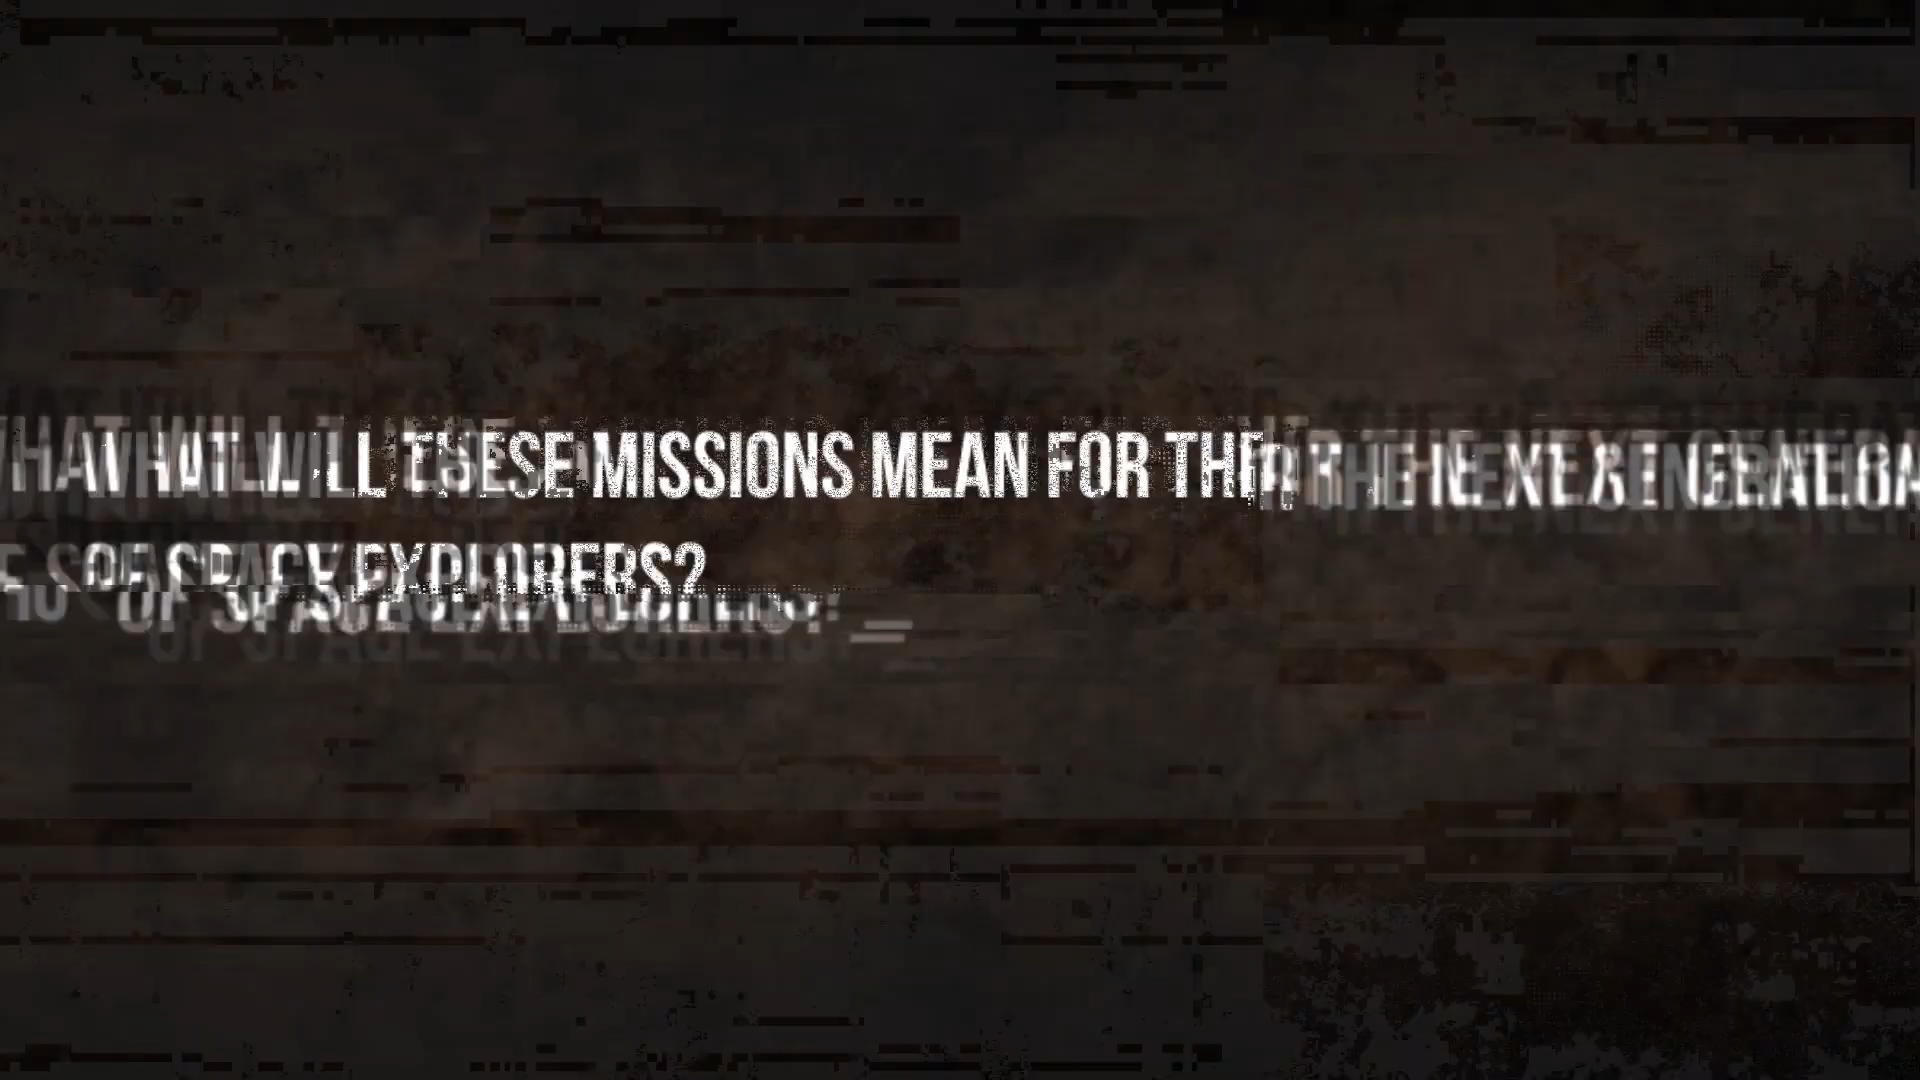 WHAT WILL THESE MISSIONS MEAN FOR THE NEXT GENERATION
OF SPACE EXPLORERS?